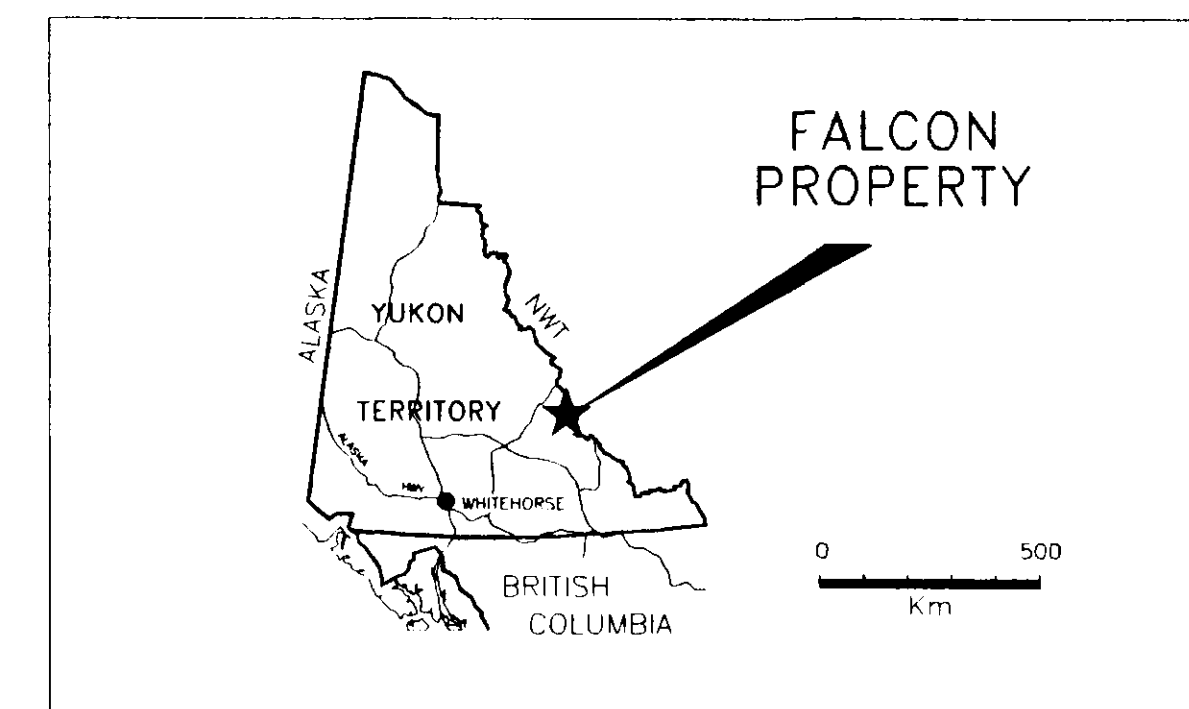 FALCON
PROPERTY
ALASKA
YUKON
NWT
TERRITORY
ALASKA
HWY
WHITEHORSE
0 500
Km
BRITISH
COLUMBIA